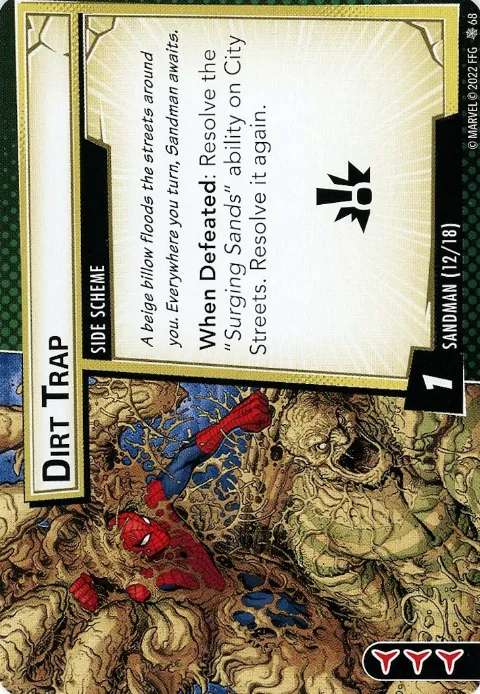 DIRT TRAP
SIDE SCHEME
A beige billow floods the streets around
you. Everywhere you turn, Sandman awaits.
When Defeated: Resolve the
"Surging Sands" ability on City
Streets. Resolve it again.
1
SANDMAN (12/18)
© MARVEL © 2022 FFG 68